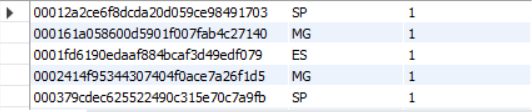 00012a2ce6f8dcda20d059ce98491703 SP 1
000161a058600d5901f007fab4c27140 MG 1
0001fd6190edaaf884bcaf3d49edf079 ES 1
0002414f95344307404f0ace7a26f1d5 MG 1
000379cdec625522490c315e70c7a9fb SP 1